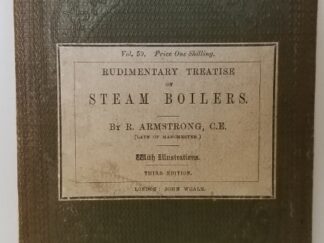 Vol. 59. Price One Shilling.
RUDIMENTARY TREATISE
ON
STEAM BOILERS.
BY R. ARMSTRONG, C.E.
(LATE OF MANCHESTER.)
With Illustrations.
THIRD EDITION.
LONDON: JOHN WEALE.